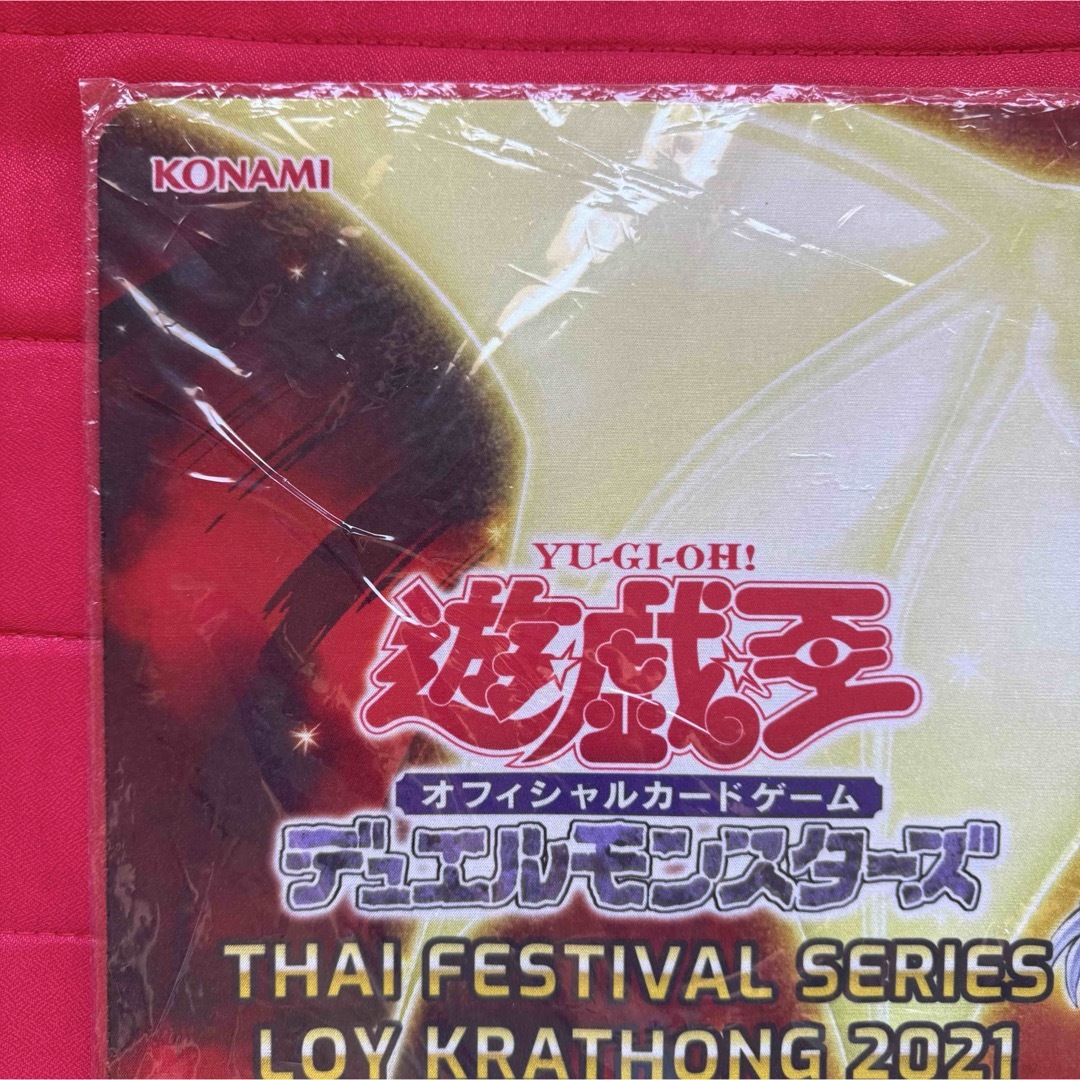 KONAMI
YU-GI-OH!
遊☆戯☆王
オフィシャルカードゲーム
デュエルモンスターズ
THAI FESTIVAL SERIES
LOY KRATHONG 2021